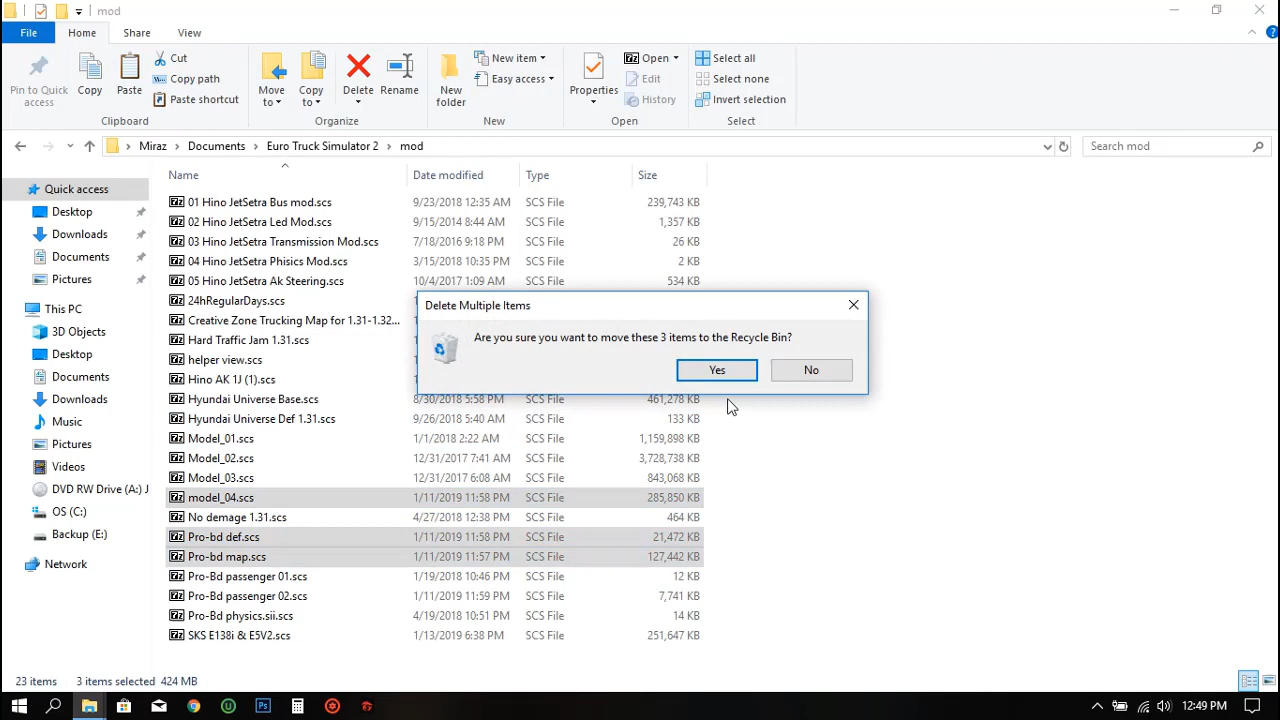 mod
File
Home
Share
View
Pin to Quick access
Copy
Paste
Cut
Copy path
Paste shortcut
Clipboard
Move to
Copy to
Delete
Rename
Organize
New folder
New item
Easy access
New
Properties
Open
Edit
History
Open
Select all
Select none
Invert selection
Select
Miraz
Documents
Euro Truck Simulator 2
mod
Search mod
Quick access
Desktop
Downloads
Documents
Pictures
This PC
3D Objects
Desktop
Documents
Downloads
Music
Pictures
Videos
DVD RW Drive (A:) J
OS (C:)
Backup (E:)
Network
Name Date modified Type Size
01 Hino JetSetra Bus mod.scs 9/23/2018 12:35 AM SCS File 239,743 KB
02 Hino JetSetra Led Mod.scs 9/15/2014 8:44 AM SCS File 1,357 KB
03 Hino JetSetra Transmission Mod.scs 7/18/2016 9:18 PM SCS File 26 KB
04 Hino JetSetra Phisics Mod.scs 3/15/2018 10:35 PM SCS File 2 KB
05 Hino JetSetra Ak Steering.scs 10/4/2017 1:09 AM SCS File 534 KB
24hRegularDays.scs
Creative Zone Trucking Map for 1.31-1.32...
Hard Traffic Jam 1.31.scs
helper view.scs
Hino AK 1J (1).scs
Hyundai Universe Base.scs 8/30/2018 5:58 PM SCS File 461,278 KB
Hyundai Universe Def 1.31.scs 9/26/2018 5:40 AM SCS File 133 KB
Model_01.scs 1/1/2018 2:22 AM SCS File 1,159,898 KB
Model_02.scs 12/31/2017 7:41 AM SCS File 3,728,738 KB
Model_03.scs 12/31/2017 6:08 AM SCS File 843,068 KB
model_04.scs 1/11/2019 11:58 PM SCS File 285,850 KB
No demage 1.31.scs 4/27/2018 12:38 PM SCS File 464 KB
Pro-bd def.scs 1/11/2019 11:58 PM SCS File 21,472 KB
Pro-bd map.scs 1/11/2019 11:57 PM SCS File 127,442 KB
Pro-Bd passenger 01.scs 1/19/2018 10:46 PM SCS File 12 KB
Pro-Bd passenger 02.scs 1/11/2019 11:59 PM SCS File 7,741 KB
Pro-Bd physics.sii.scs 4/19/2018 10:51 PM SCS File 14 KB
SKS E138i & E5V2.scs 1/13/2019 6:38 PM SCS File 251,647 KB
Delete Multiple Items
Are you sure you want to move these 3 items to the Recycle Bin?
Yes
No
23 items 3 items selected 424 MB
12:49 PM